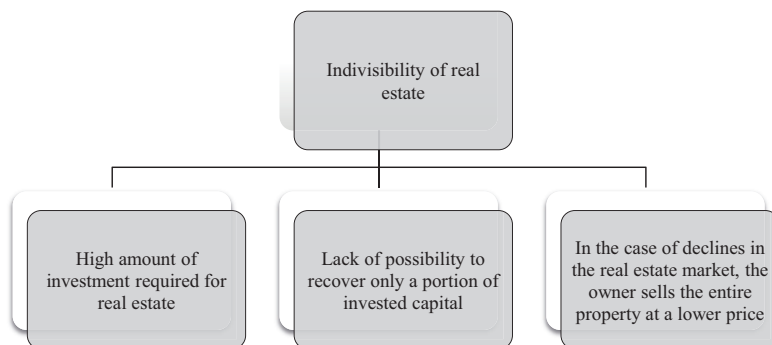 Indivisibility of real
estate
High amount of
investment required for
real estate
Lack of possibility to
recover only a portion of
invested capital
In the case of declines in
the real estate market, the
owner sells the entire
property at a lower price